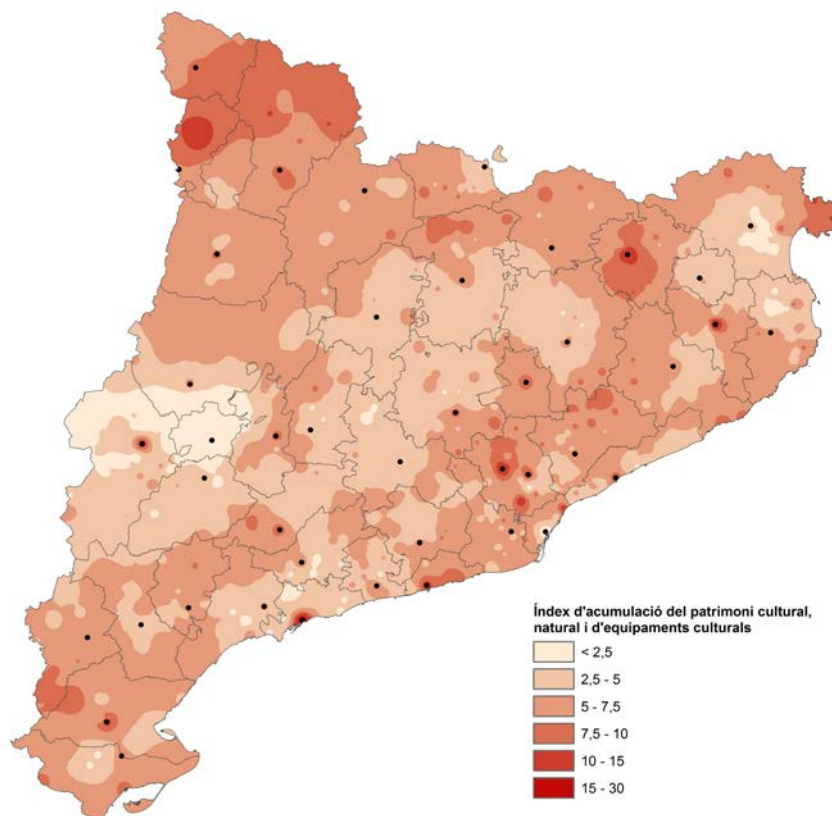 Índex d'acumulació del patrimoni cultural,
natural i d'equipaments culturals
< 2,5
2,5 - 5
5 - 7,5
7,5 - 10
10 - 15
15 - 30